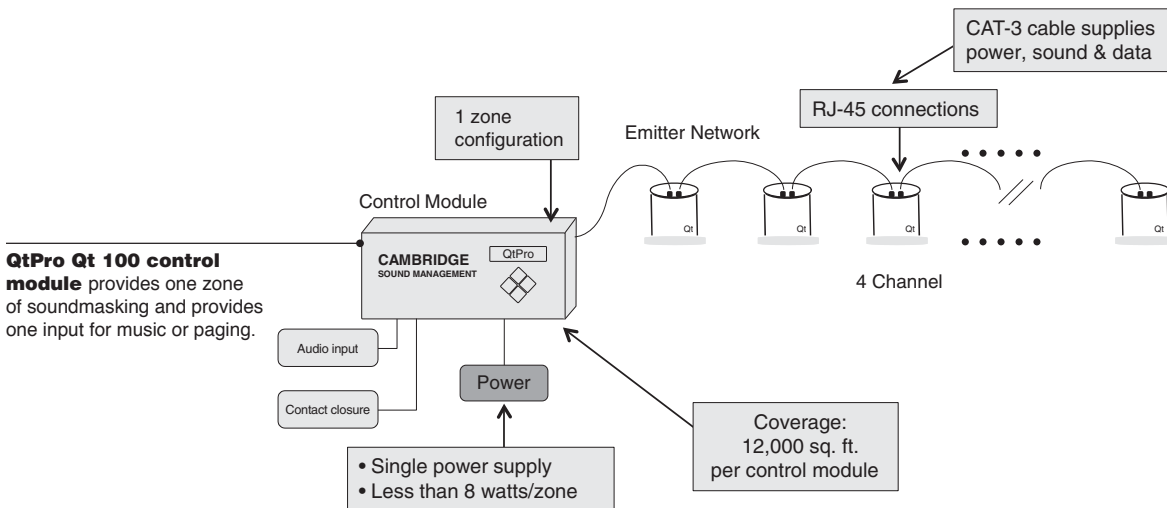 CAT-3 cable supplies
power, sound & data
RJ-45 connections
1 zone
configuration
Emitter Network
Control Module
Qt
Qt
Qt
Qt
QtPro Qt 100 control
module provides one zone
of soundmasking and provides
one input for music or paging.
CAMBRIDGE
SOUND MANAGEMENT
QtPro
4 Channel
Audio input
Contact closure
Power
• Single power supply
• Less than 8 watts/zone
Coverage:
12,000 sq. ft.
per control module